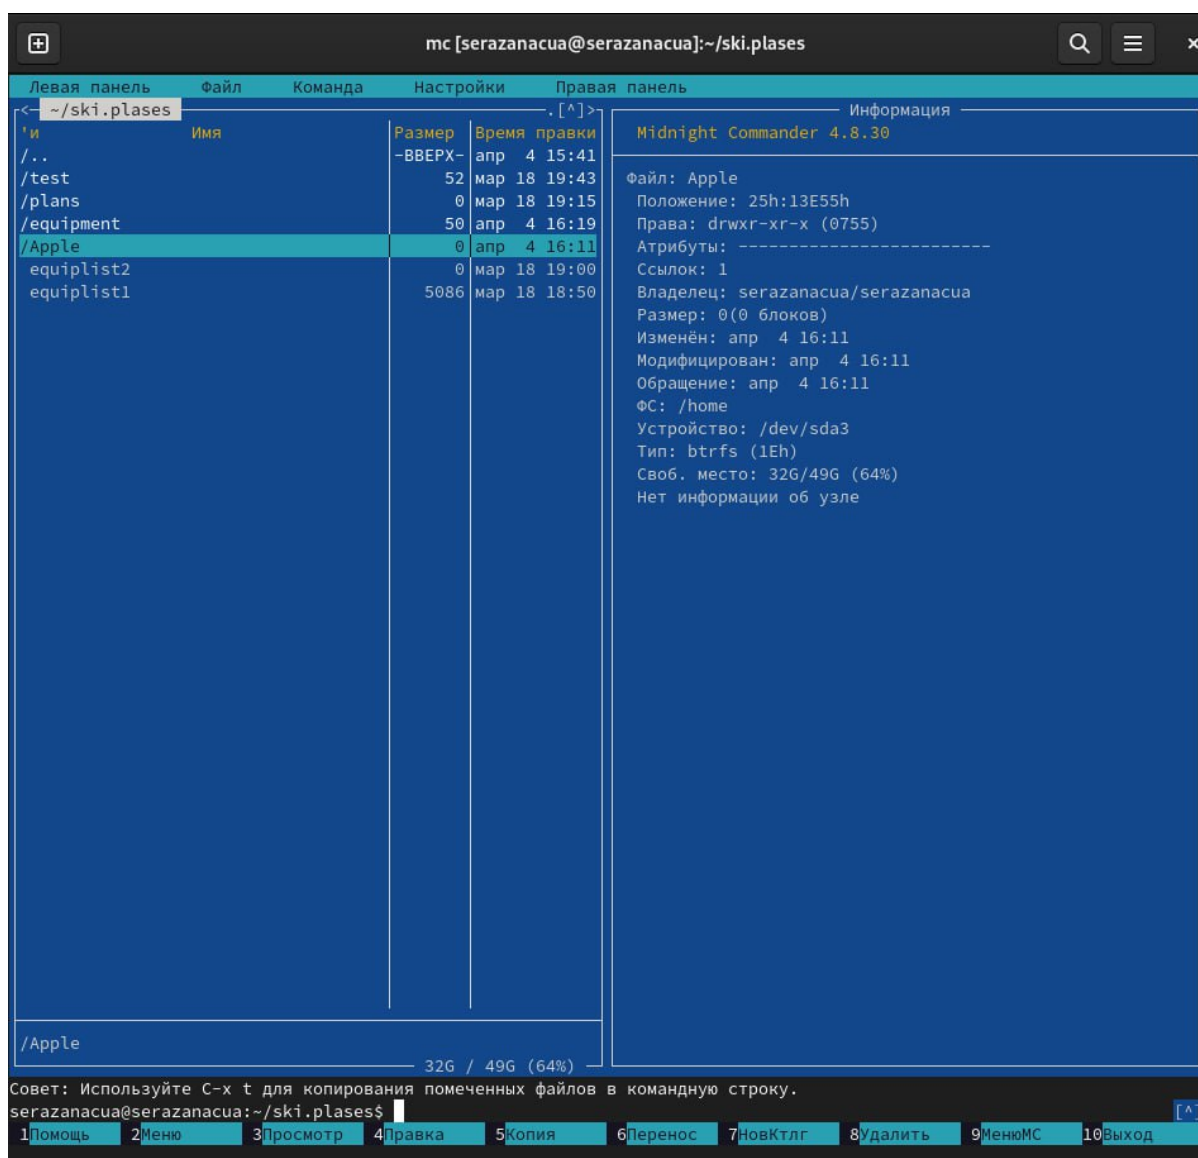 mc [serazanacua@serazanacua]:~/ski.plases
Левая панель Файл Команда Настройки Правая панель
<- ~/ski.plases .[^]>
'и Имя Размер Время правки
/.. -ВВЕРХ- апр 4 15:41
/test 52 мар 18 19:43
/plans 0 мар 18 19:15
/equipment 50 апр 4 16:19
/Apple 0 апр 4 16:11
equiplist2 0 мар 18 19:00
equiplist1 5086 мар 18 18:50
/Apple
32G / 49G (64%)
Информация
Midnight Commander 4.8.30
Файл: Apple
Положение: 25h:13E55h
Права: drwxr-xr-x (0755)
Атрибуты: -------------------------
Ссылок: 1
Владелец: serazanacua/serazanacua
Размер: 0(0 блоков)
Изменён: апр 4 16:11
Модифицирован: апр 4 16:11
Обращение: апр 4 16:11
ФС: /home
Устройство: /dev/sda3
Тип: btrfs (1Eh)
Своб. место: 32G/49G (64%)
Нет информации об узле
Совет: Используйте C-x t для копирования помеченных файлов в командную строку.
serazanacua@serazanacua:~/ski.plases$ [^]
1Помощь 2Меню 3Просмотр 4Правка 5Копия 6Перенос 7НовКтлг 8Удалить 9МенюMC 10Выход